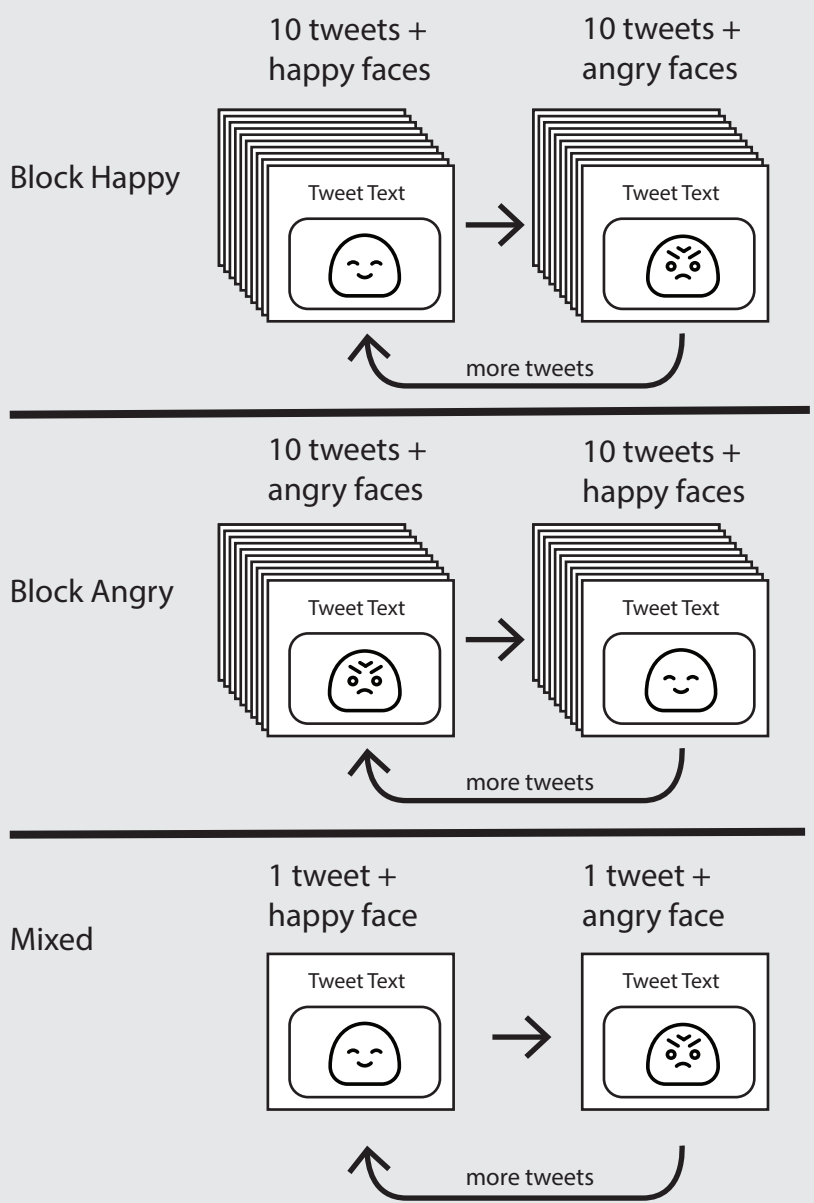 10 tweets +
happy faces
10 tweets +
angry faces
Block Happy
Tweet Text
Tweet Text
more tweets
10 tweets +
angry faces
10 tweets +
happy faces
Block Angry
Tweet Text
Tweet Text
more tweets
1 tweet +
happy face
1 tweet +
angry face
Mixed
Tweet Text
Tweet Text
more tweets